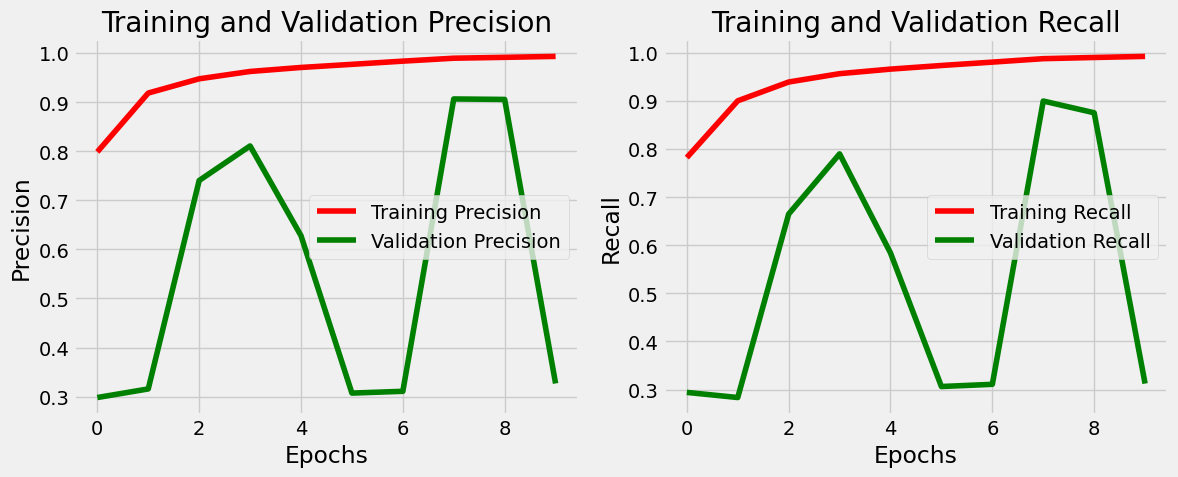 Training and Validation Precision
1.0
0.9
0.8
0.7
0.6
0.5
0.4
0.3
Precision
Training Precision
Validation Precision
0
2
4
6
8
Epochs
Training and Validation Recall
1.0
0.9
0.8
0.7
0.6
0.5
0.4
0.3
Recall
Training Recall
Validation Recall
0
2
4
6
8
Epochs